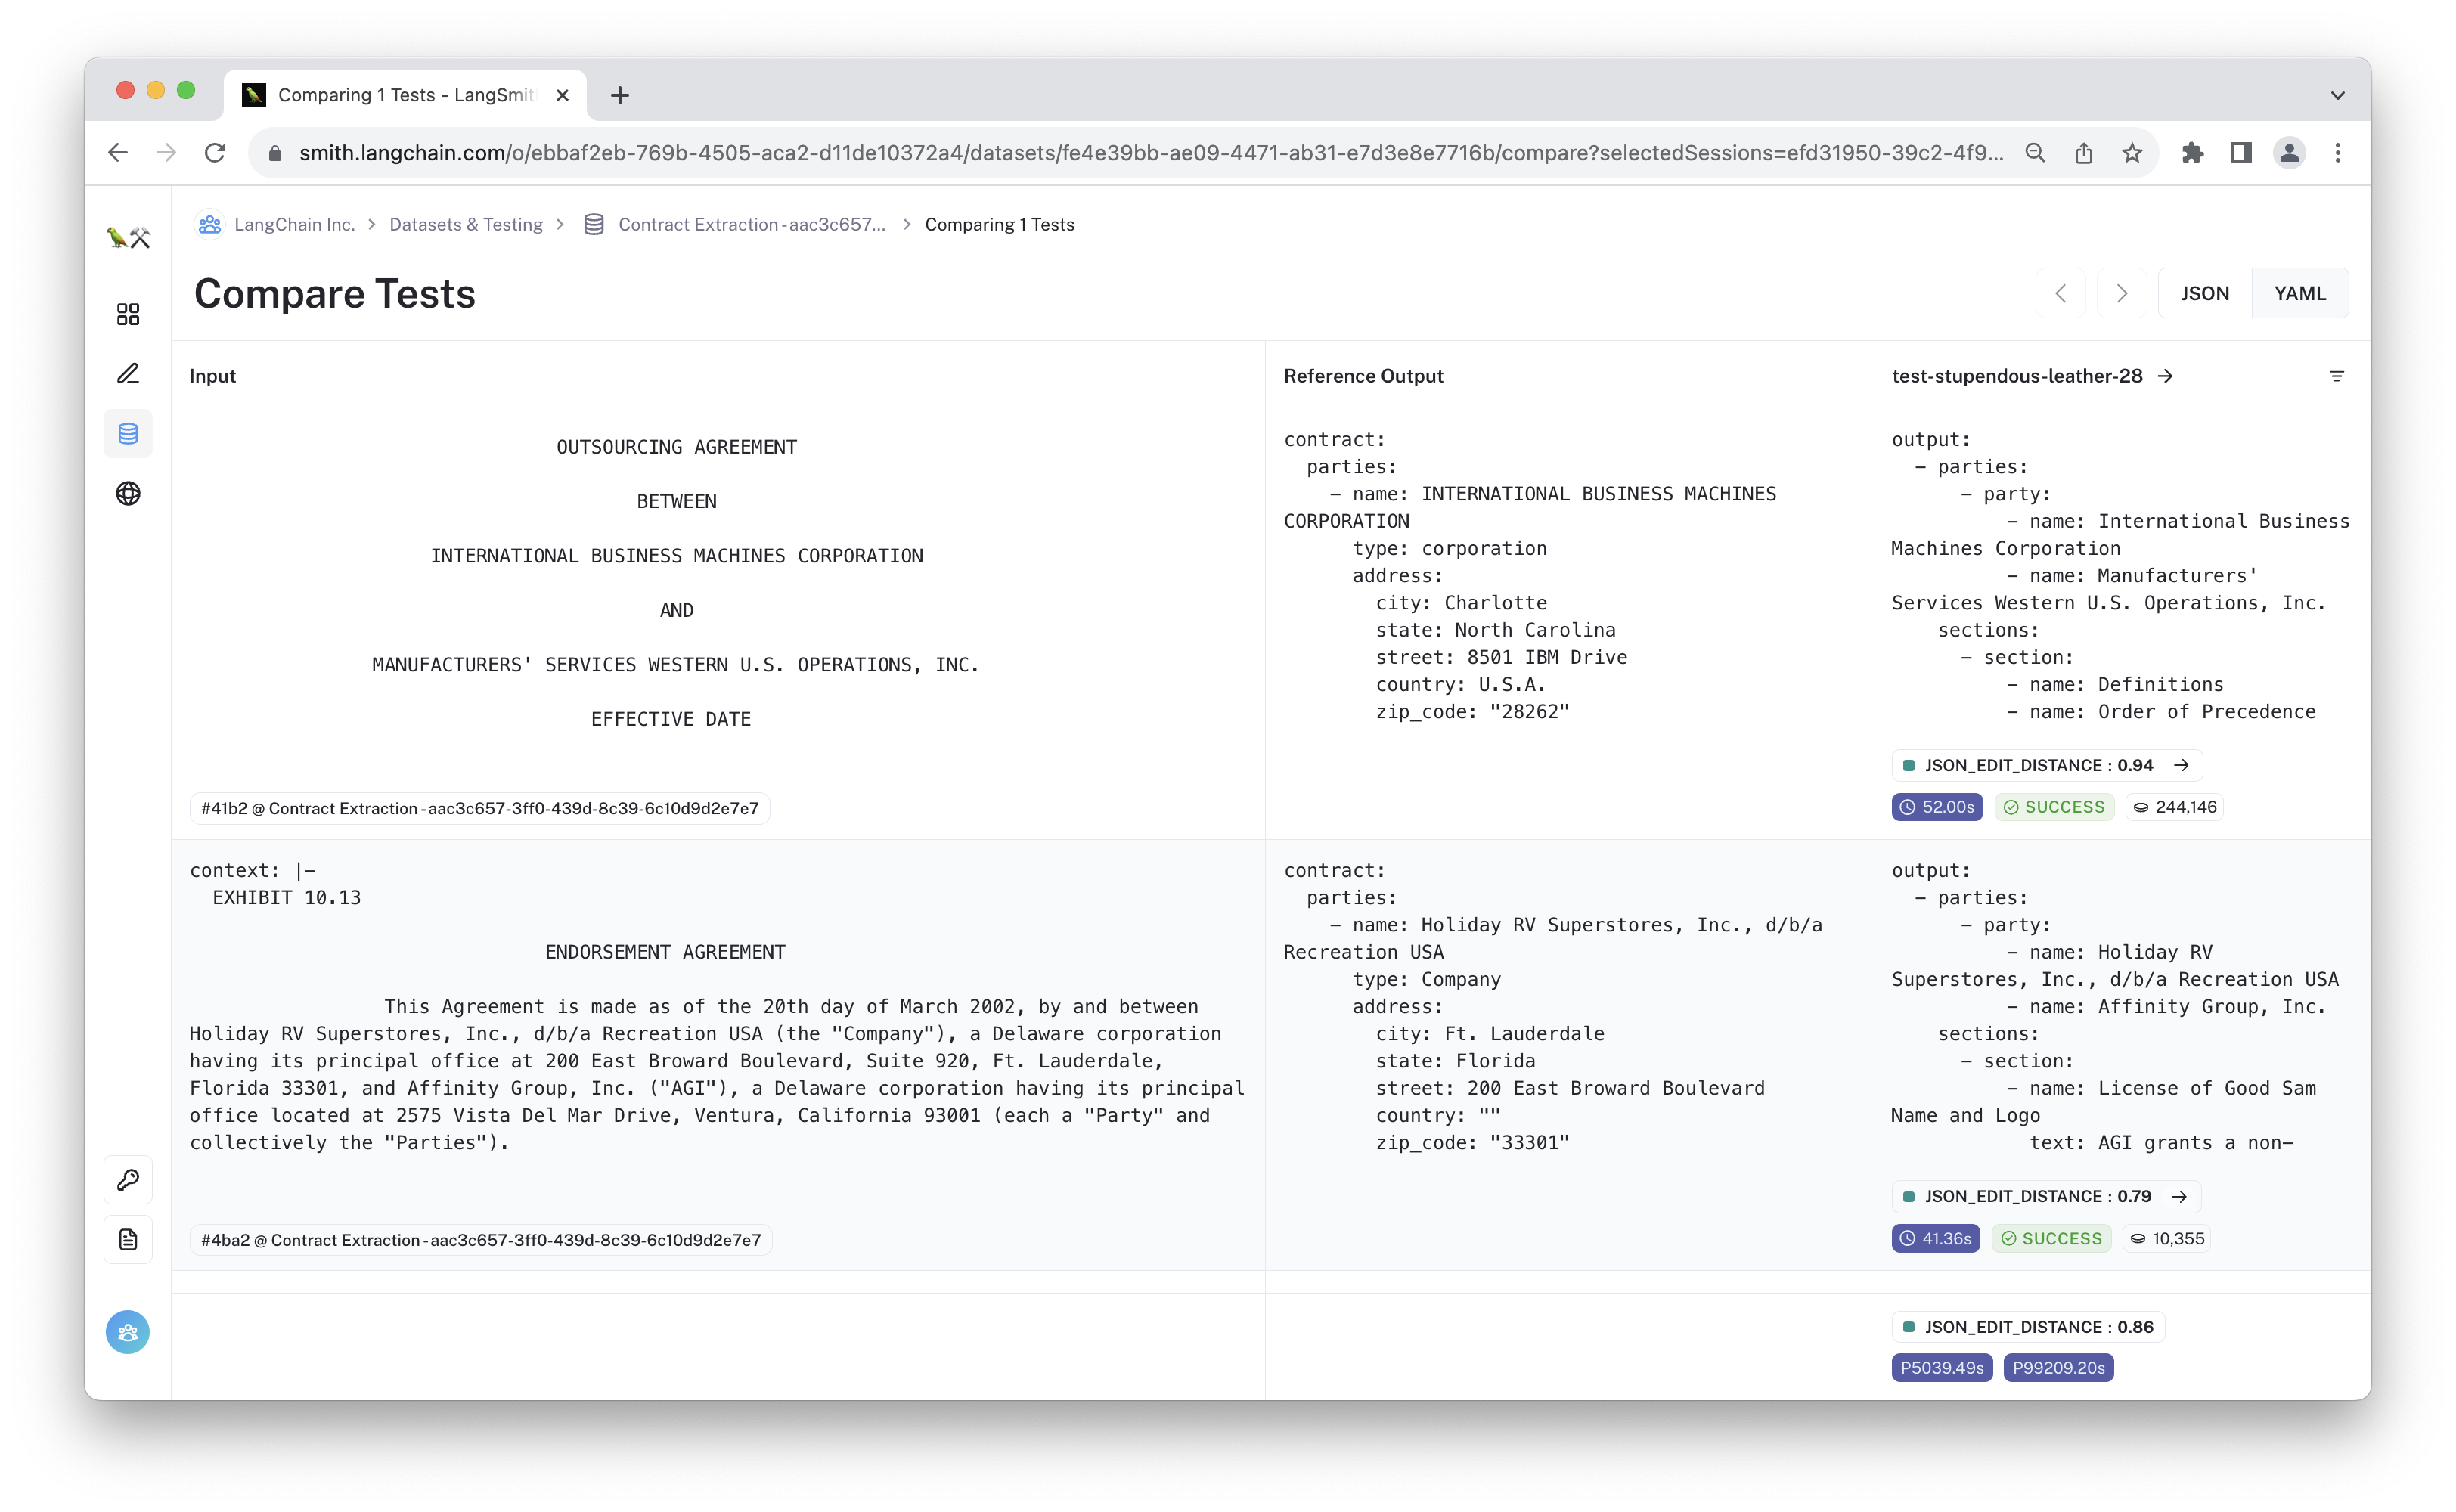 Comparing 1 Tests - LangSmit
smith.langchain.com/o/ebbaf2eb-769b-4505-aca2-d11de10372a4/datasets/fe4e39bb-ae09-4471-ab31-e7d3e8e7716b/compare?selectedSessions=efd31950-39c2-4f9...
LangChain Inc. > Datasets & Testing > Contract Extraction - aac3c657... > Comparing 1 Tests
Compare Tests
JSON YAML
Input
Reference Output
test-stupendous-leather-28 →
OUTSOURCING AGREEMENT
BETWEEN
INTERNATIONAL BUSINESS MACHINES CORPORATION
AND
MANUFACTURERS' SERVICES WESTERN U.S. OPERATIONS, INC.
EFFECTIVE DATE
#41b2 @ Contract Extraction - aac3c657-3ff0-439d-8c39-6c10d9d2e7e7
contract:
parties:
- name: INTERNATIONAL BUSINESS MACHINES
CORPORATION
type: corporation
address:
city: Charlotte
state: North Carolina
street: 8501 IBM Drive
country: U.S.A.
zip_code: "28262"
output:
- parties:
- party:
- name: International Business
Machines Corporation
- name: Manufacturers'
Services Western U.S. Operations, Inc.
sections:
- section:
- name: Definitions
- name: Order of Precedence
JSON_EDIT_DISTANCE : 0.94 →
52.00s SUCCESS 244,146
context: |-
EXHIBIT 10.13
ENDORSEMENT AGREEMENT
This Agreement is made as of the 20th day of March 2002, by and between
Holiday RV Superstores, Inc., d/b/a Recreation USA (the "Company"), a Delaware corporation
having its principal office at 200 East Broward Boulevard, Suite 920, Ft. Lauderdale,
Florida 33301, and Affinity Group, Inc. ("AGI"), a Delaware corporation having its principal
office located at 2575 Vista Del Mar Drive, Ventura, California 93001 (each a "Party" and
collectively the "Parties").
#4ba2 @ Contract Extraction - aac3c657-3ff0-439d-8c39-6c10d9d2e7e7
contract:
parties:
- name: Holiday RV Superstores, Inc., d/b/a
Recreation USA
type: Company
address:
city: Ft. Lauderdale
state: Florida
street: 200 East Broward Boulevard
country: ""
zip_code: "33301"
output:
- parties:
- party:
- name: Holiday RV
Superstores, Inc., d/b/a Recreation USA
- name: Affinity Group, Inc.
sections:
- section:
- name: License of Good Sam
Name and Logo
text: AGI grants a non-
JSON_EDIT_DISTANCE : 0.79 →
41.36s SUCCESS 10,355
JSON_EDIT_DISTANCE : 0.86
P5039.49s P99209.20s